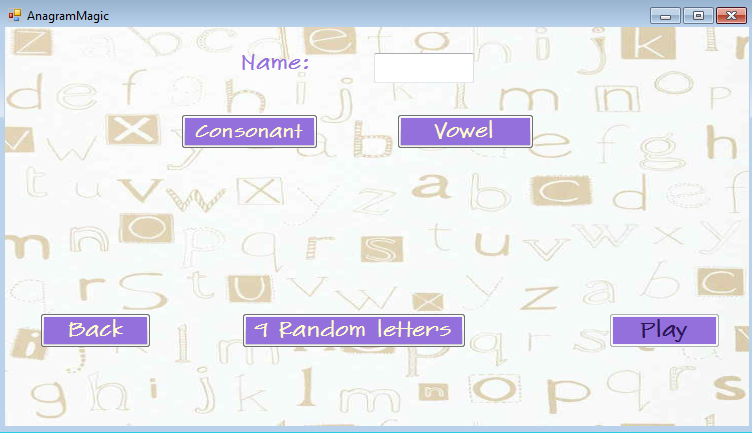 AnagramMagic
Name:
Consonant Vowel
Back 9 Random letters Play